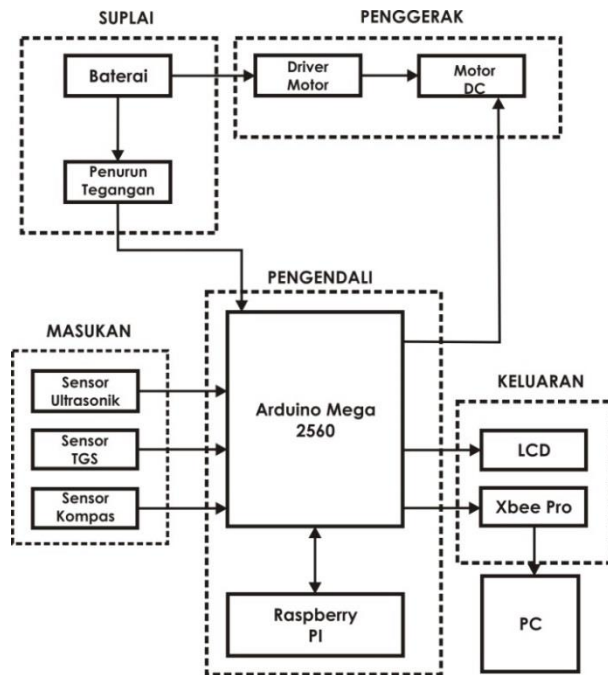 SUPLAI
Baterai
Penurun
Tegangan
PENGGERAK
Driver
Motor
Motor
DC
MASUKAN
Sensor
Ultrasonik
Sensor
TGS
Sensor
Kompas
PENGENDALI
Arduino Mega
2560
Raspberry
PI
KELUARAN
LCD
Xbee Pro
PC